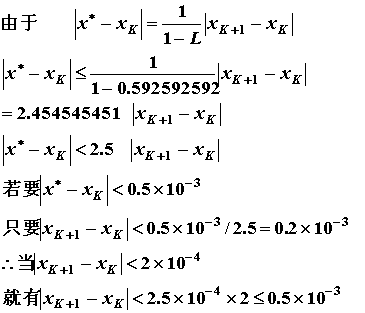 由于 |x* − x_K| = 1/(1−L) |x_{K+1} − x_K|
|x* − x_K| ≤ 1/(1−0.592592592) |x_{K+1} − x_K|
= 2.454545451 |x_{K+1} − x_K|
|x* − x_K| < 2.5 |x_{K+1} − x_K|
若要|x* − x_K| < 0.5×10⁻³
只要|x_{K+1} − x_K| < 0.5×10⁻³ / 2.5 = 0.2×10⁻³
∴当|x_{K+1} − x_K| < 2×10⁻⁴
就有|x_{K+1} − x_K| < 2.5×10⁻⁴ × 2 ≤ 0.5×10⁻³